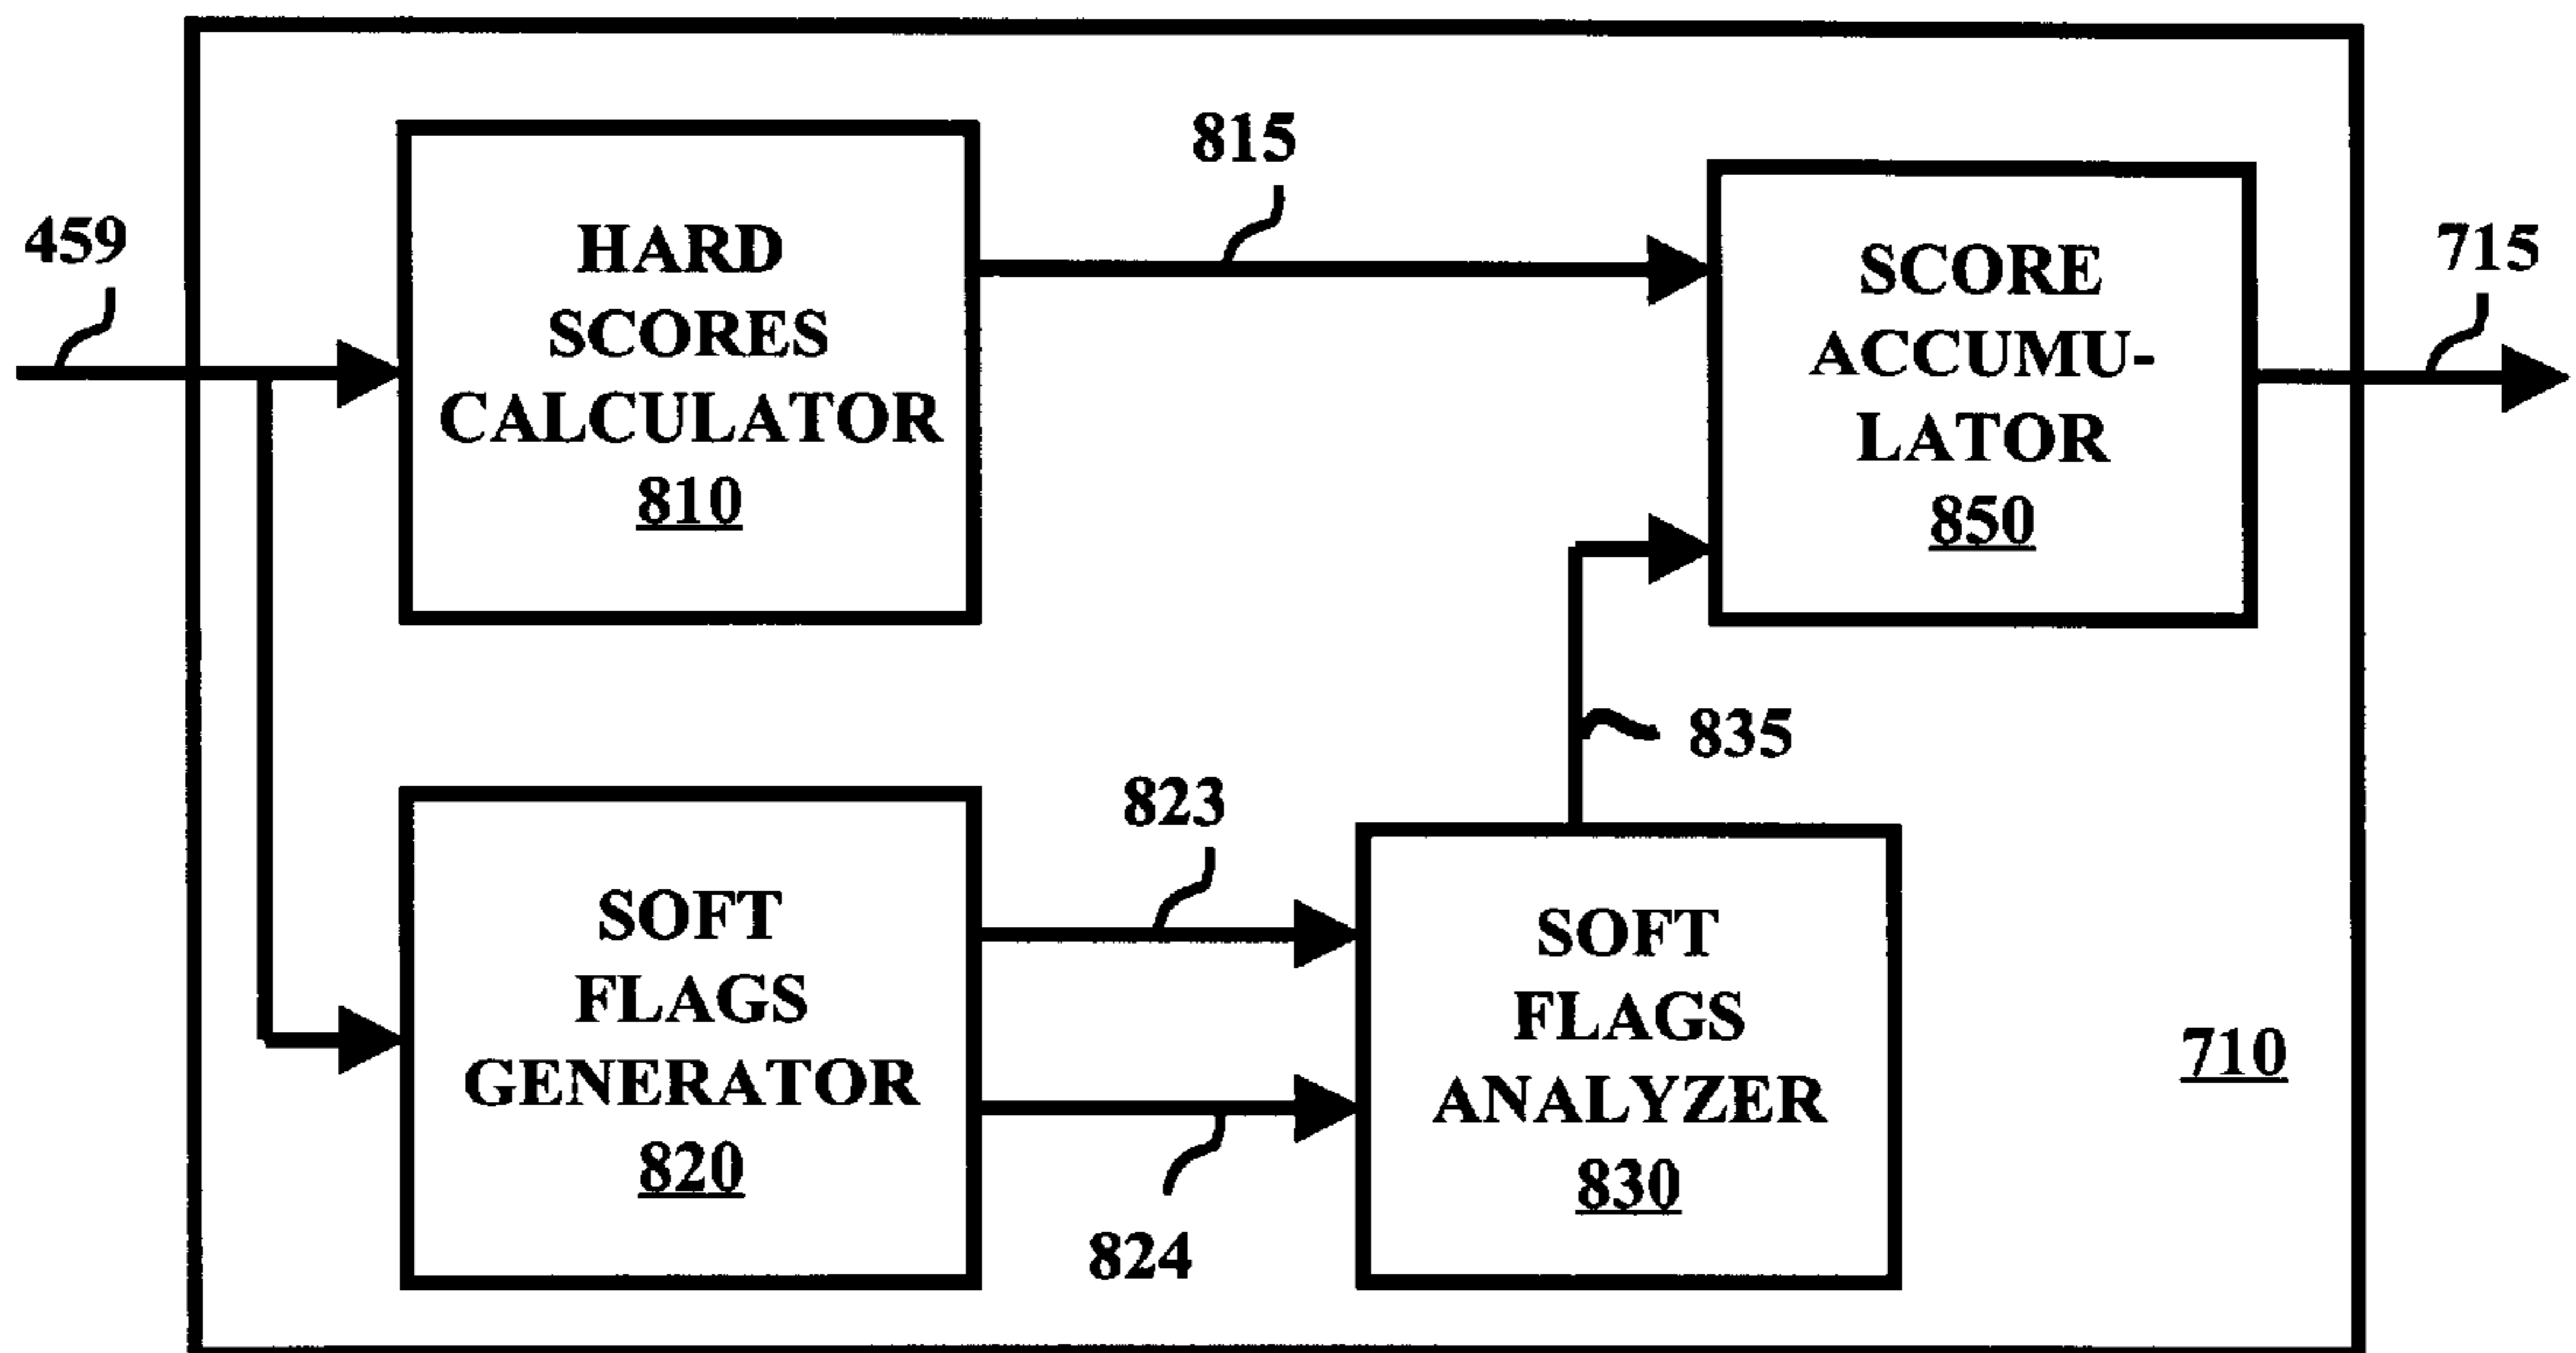 815
459
HARD
SCORES
CALCULATOR
810
SCORE
ACCUMU-
LATOR
850
715
835
823
SOFT
FLAGS
GENERATOR
820
824
SOFT
FLAGS
ANALYZER
830
710